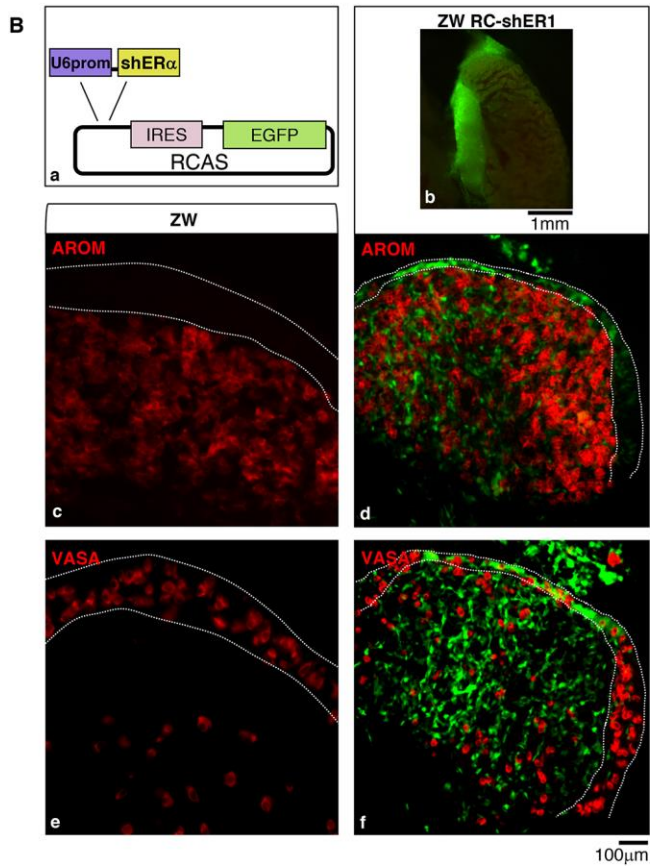 B
U6prom shERα
IRES EGFP
RCAS
a
ZW RC-shER1
b
1mm
ZW
AROM
c
AROM
d
VASA
e
VASA
f
100μm